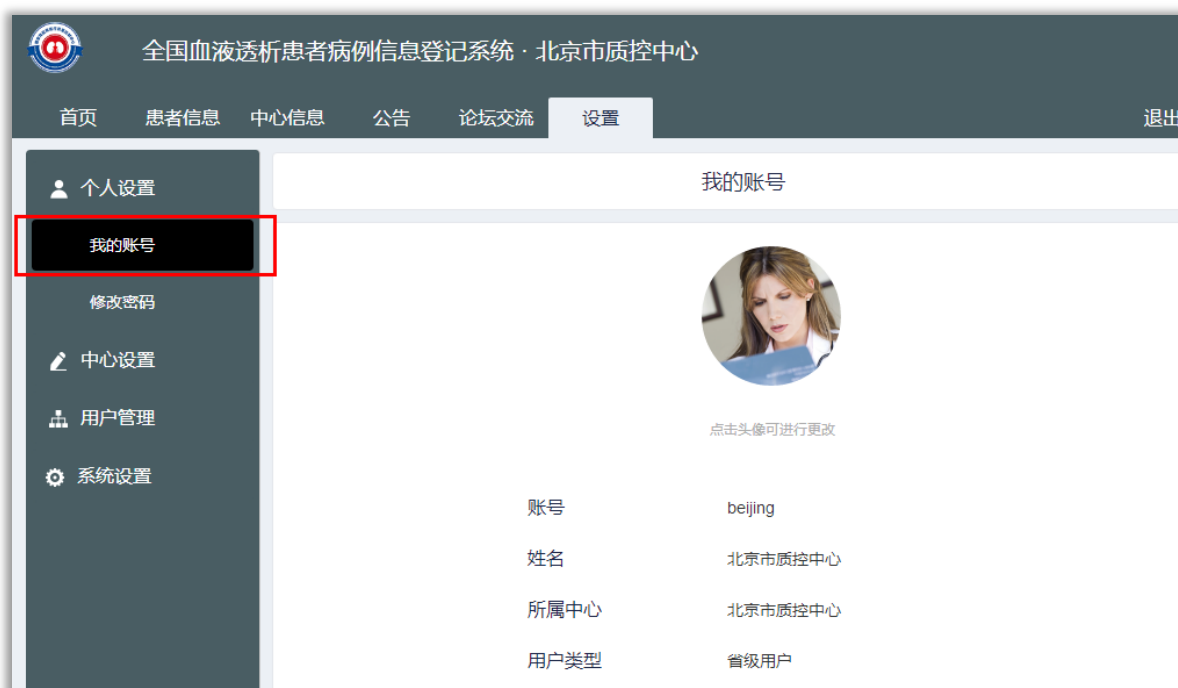 全国血液透析患者病例信息登记系统 · 北京市质控中心
首页 患者信息 中心信息 公告 论坛交流 设置 退出
个人设置
我的账号
修改密码
中心设置
用户管理
系统设置
我的账号
点击头像可进行更改
账号 beijing
姓名 北京市质控中心
所属中心 北京市质控中心
用户类型 省级用户